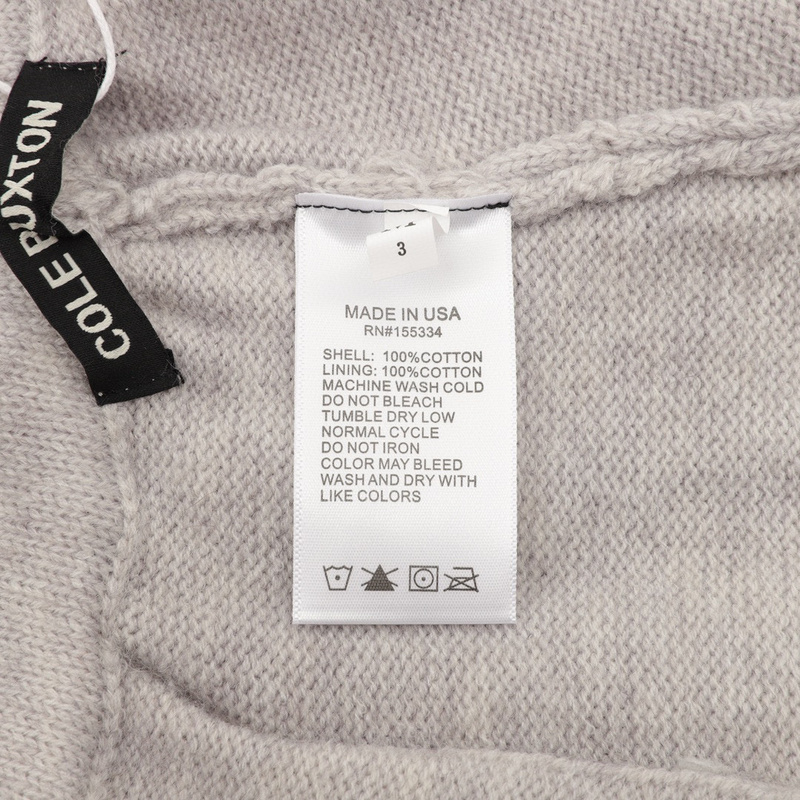 COLE PUXTON
3
MADE IN USA
RN#155334
SHELL: 100%COTTON
LINING: 100%COTTON
MACHINE WASH COLD
DO NOT BLEACH
TUMBLE DRY LOW
NORMAL CYCLE
DO NOT IRON
COLOR MAY BLEED
WASH AND DRY WITH
LIKE COLORS